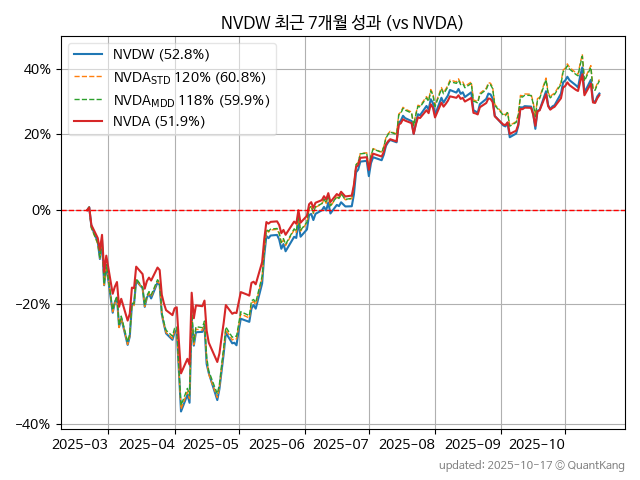 NVDW 최근 7개월 성과 (vs NVDA)
NVDW (52.8%)
NVDA_STD 120% (60.8%)
NVDA_MDD 118% (59.9%)
NVDA (51.9%)
40%
20%
0%
−20%
−40%
2025-03 2025-04 2025-05 2025-06 2025-07 2025-08 2025-09 2025-10
updated: 2025-10-17 © QuantKang